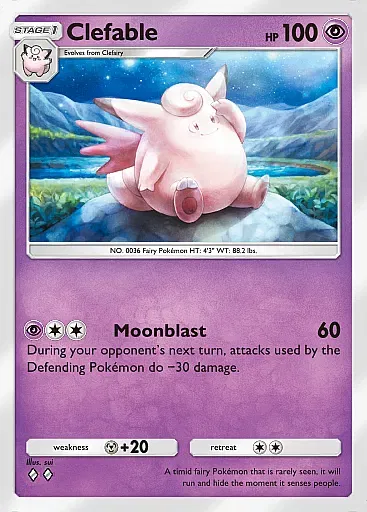 STAGE 1
Clefable
HP 100
Evolves from Clefairy
NO. 0036 Fairy Pokémon HT: 4'3" WT: 88.2 lbs.
Moonblast 60
During your opponent's next turn, attacks used by the
Defending Pokémon do −30 damage.
weakness +20
retreat
Illus. sui
A timid fairy Pokémon that is rarely seen, it will
run and hide the moment it senses people.